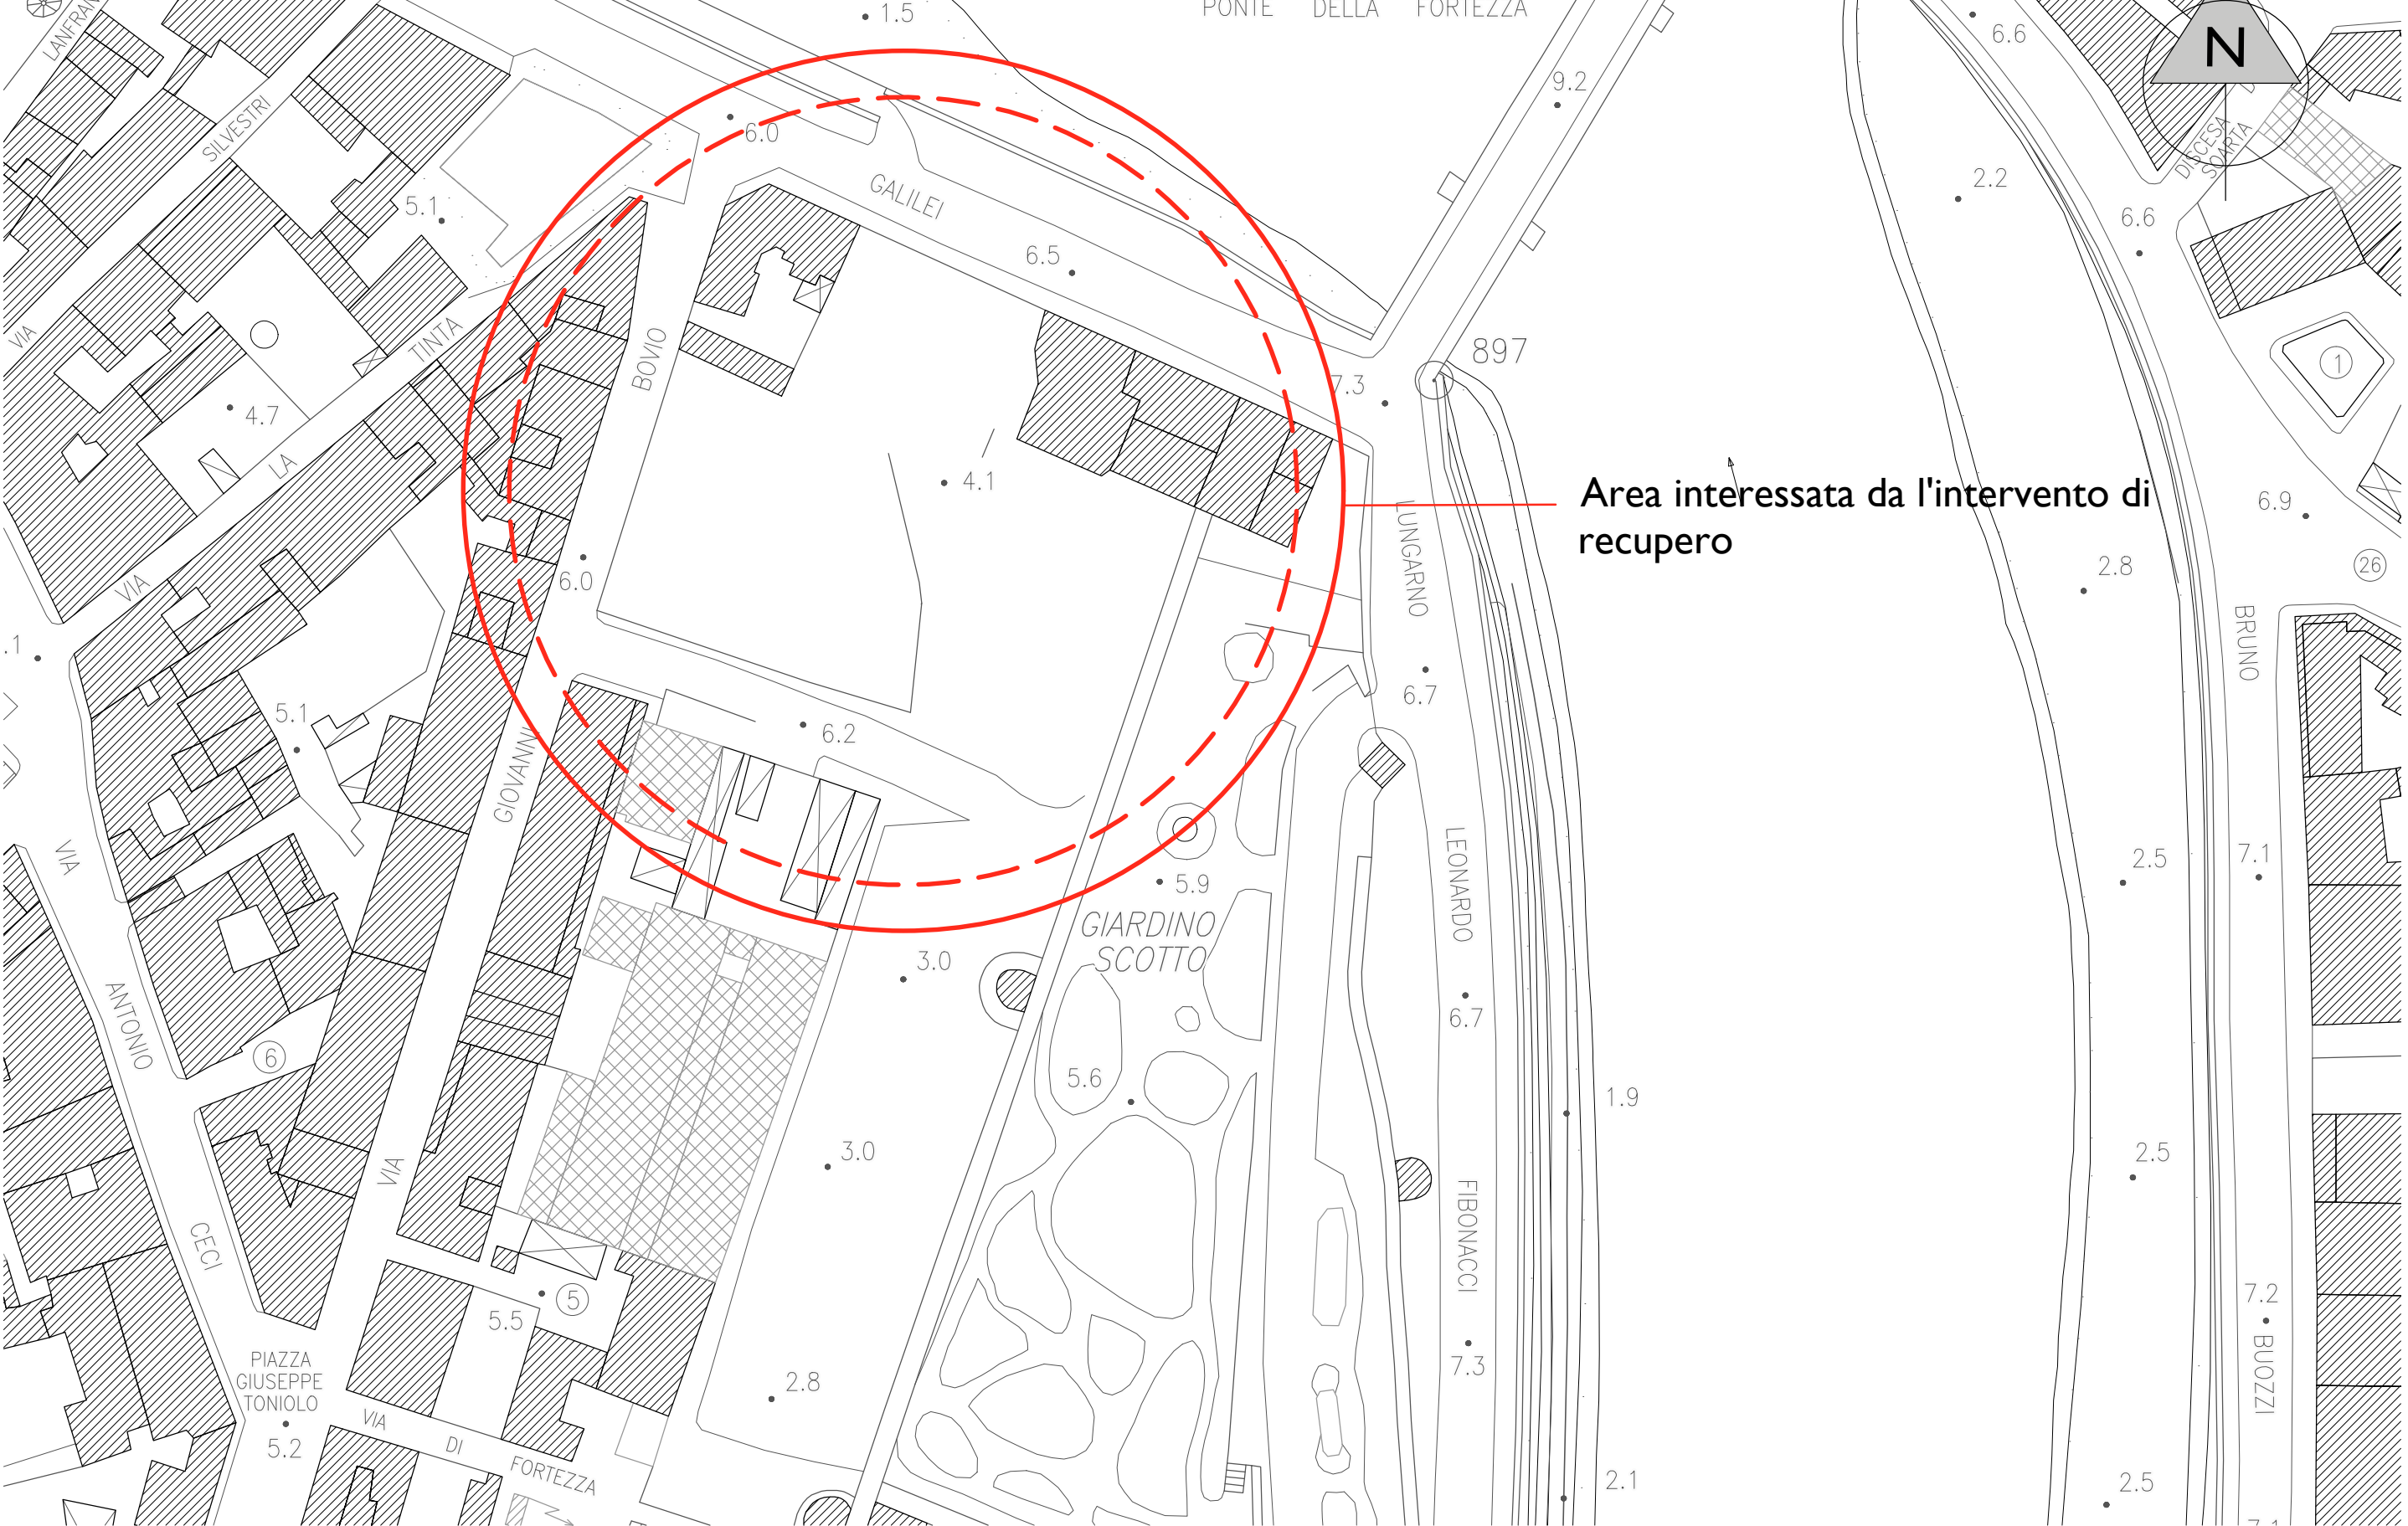 PONTE DELLA FORTEZZA
1.5
6.6
N
LANFRAN
9.2
6.0
SILVESTRI
DISCESA
SOARTA
2.2
GALILEI
5.1
6.6
6.5
VIA
TINTA
BOVIO
897
1
7.3
4.7
LA
4.1
Area interessata da l'intervento di
recupero
6.9
LUNGARNO
26
2.8
6.0
VIA
BRUNO
.1
6.7
5.1
6.2
GIOVANNI
VIA
2.5
7.1
LEONARDO
5.9
GIARDINO
SCOTTO
3.0
ANTONIO
6.7
6
5.6
1.9
3.0
2.5
VIA
FIBONACCI
CECI
5
5.5
7.2
PIAZZA
GIUSEPPE
TONIOLO
7.3
BUOZZI
2.8
VIA
DI
FORTEZZA
5.2
2.1
2.5